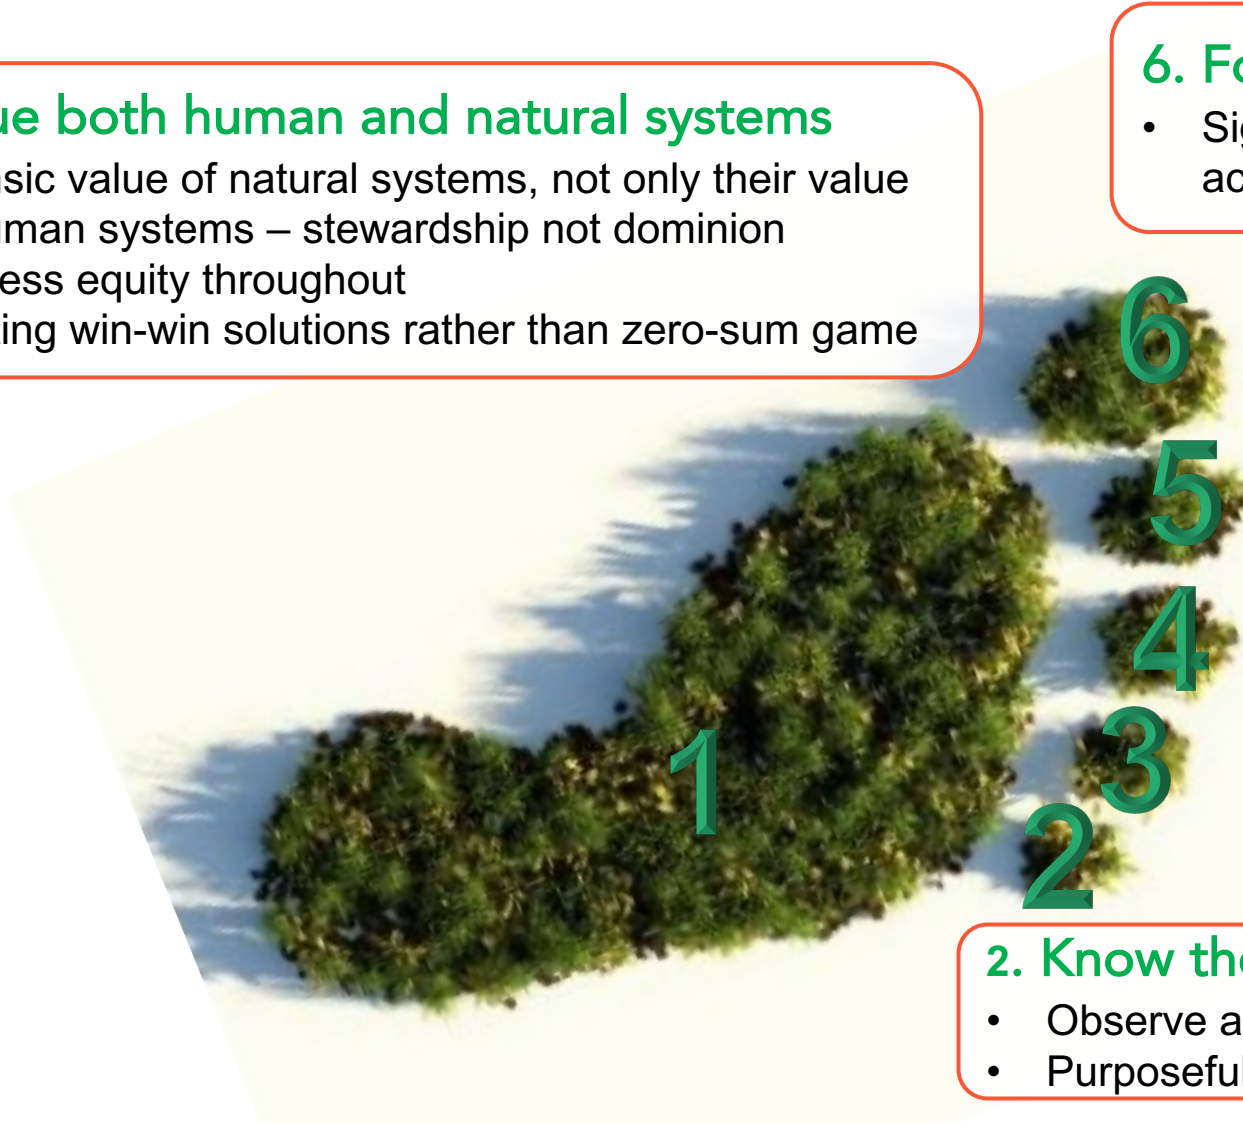 ue both human and natural systems
sic value of natural systems, not only their value
uman systems – stewardship not dominion
ess equity throughout
ing win-win solutions rather than zero-sum game
6. Fo
• Sig
ac
6
5
4
3
2
1
2. Know the
• Observe a
• Purposeful